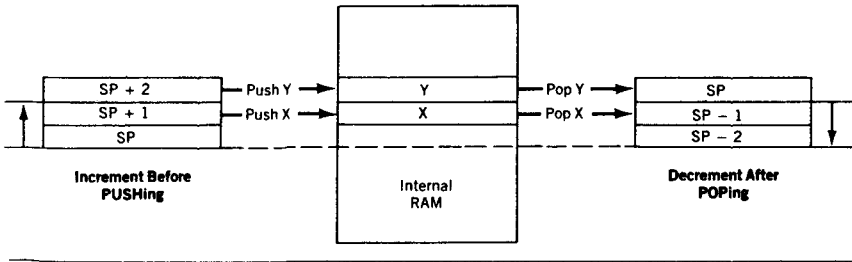 SP + 2
Push Y
Y
Pop Y
SP
SP + 1
Push X
X
Pop X
SP - 1
SP
SP - 2
Increment Before
PUSHing
Internal
RAM
Decrement After
POPing